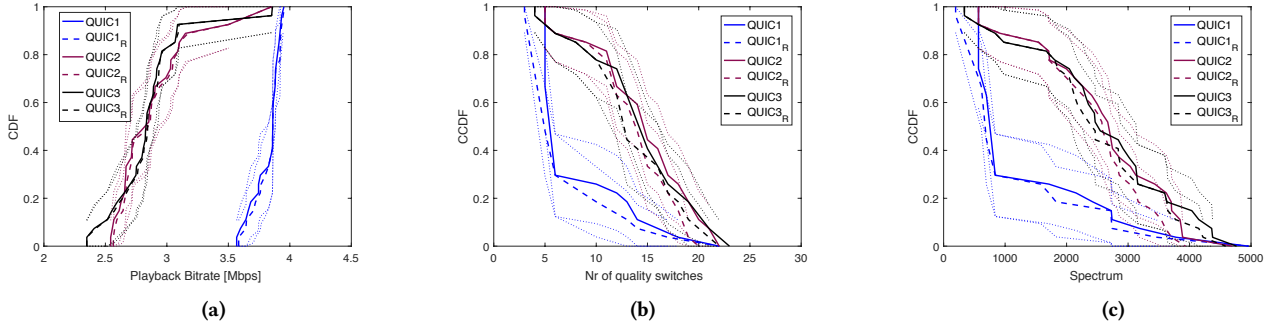 CDF
1
0.8
0.6
0.4
0.2
0
QUIC1
QUIC1R
QUIC2
QUIC2R
QUIC3
QUIC3R
2 2.5 3 3.5 4 4.5
Playback Bitrate [Mbps]
(a)
CCDF
1
0.8
0.6
0.4
0.2
0
QUIC1
QUIC1R
QUIC2
QUIC2R
QUIC3
QUIC3R
0 5 10 15 20 25 30
Nr of quality switches
(b)
CCDF
1
0.8
0.6
0.4
0.2
0
QUIC1
QUIC1R
QUIC2
QUIC2R
QUIC3
QUIC3R
0 1000 2000 3000 4000 5000
Spectrum
(c)